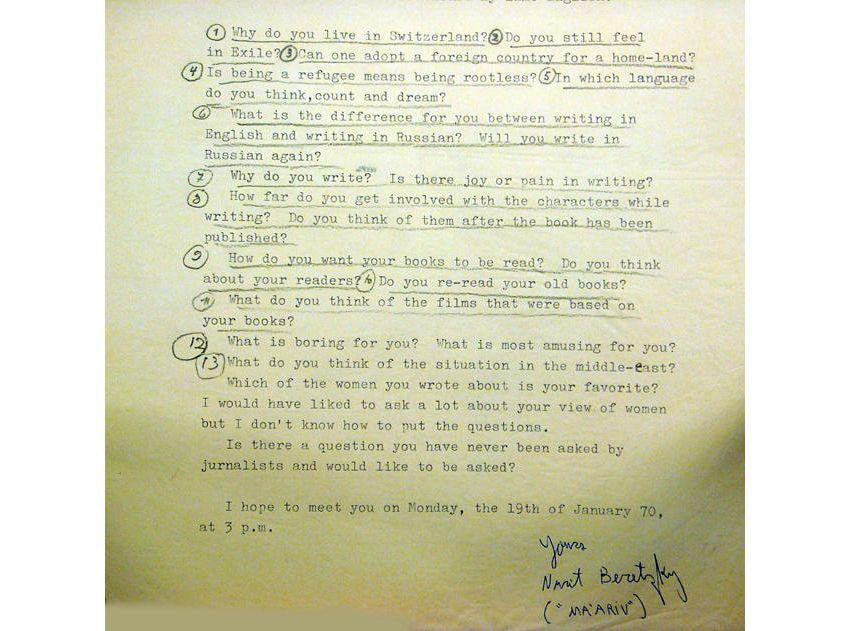 ① Why do you live in Switzerland? ② Do you still feel
in Exile? ③ Can one adopt a foreign country for a home-land?
④ Is being a refugee means being rootless? ⑤ In which language
do you think,count and dream?
⑥ What is the difference for you between writing in
English and writing in Russian? Will you write in
Russian again?
⑦ Why do you write? Is there joy or pain in writing?
⑧ How far do you get involved with the characters while
writing? Do you think of them after the book has been
published?
⑨ How do you want your books to be read? Do you think
about your readers? ⑩ Do you re-read your old books?
⑪ What do you think of the films that were based on
your books?
⑫ What is boring for you? What is most amusing for you?
⑬ What do you think of the situation in the middle-east?
Which of the women you wrote about is your favorite?
I would have liked to ask a lot about your view of women
but I don't know how to put the questions.
Is there a question you have never been asked by
jurnalists and would like to be asked?
I hope to meet you on Monday, the 19th of January 70,
at 3 p.m.
Yours
Nurit Beretzky
("MA'ARIV")